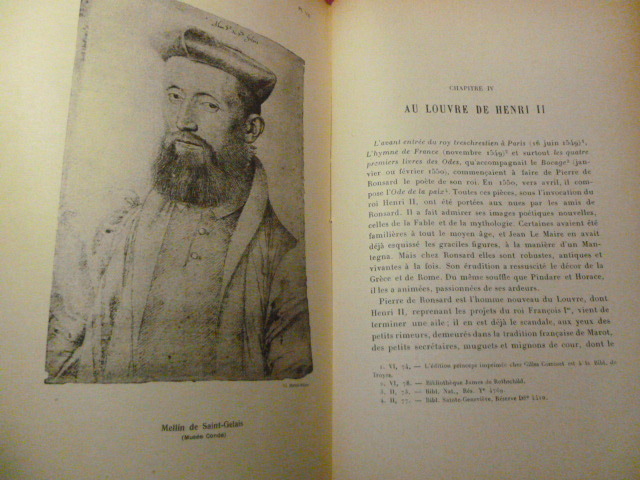 Mellin de Saint-Gelais
(Musée Condé)
CHAPITRE IV
AU LOUVRE DE HENRI II
L'avant entrée du roy treschrestien à Paris (16 juin 1549)¹.
L'hymne de France (novembre 1549)² et surtout les quatre
premiers livres des Odes, qu'accompagnait le Bocage³ (jan-
vier ou février 1550), commençaient à faire de Pierre de
Ronsard le poète de son roi. En 1550, vers avril, il com-
pose l'Ode de la paix⁴. Toutes ces pièces, sous l'invocation du
roi Henri II, ont été portées aux nues par les amis de
Ronsard. Il a fait admirer ses images poétiques nouvelles,
celles de la Fable et de la mythologie. Certaines avaient été
familières à tout le moyen âge, et Jean Le Maire en avait
déjà esquissé les graciles figures, à la manière d'un Man-
tegna. Mais chez Ronsard elles sont robustes, antiques et
vivantes à la fois. Son érudition a ressuscité le décor de la
Grèce et de Rome. Du même souffle que Pindare et Horace,
il les a animées, passionnées de ses ardeurs.
Pierre de Ronsard est l'homme nouveau du Louvre, dont
Henri II, reprenant les projets du roi François Iᵉʳ, vient de
terminer une aile ; il en est déjà le scandale, aux yeux des
petits rimeurs, demeurés dans la tradition française de Marot,
des petits secrétaires, muguets et mignons de cour, dont le
1. VI, 74. — L'édition princeps imprimée chez Gilles Corrozet est à la Bibl. de
Troyes.
2. VI, 78. — Bibliothèque James de Rothschild.
3. II, 74. — Bibl. Nat., Rés. Yᵉ
4. II, 77. — Bibl. Sainte-Geneviève, Réserve